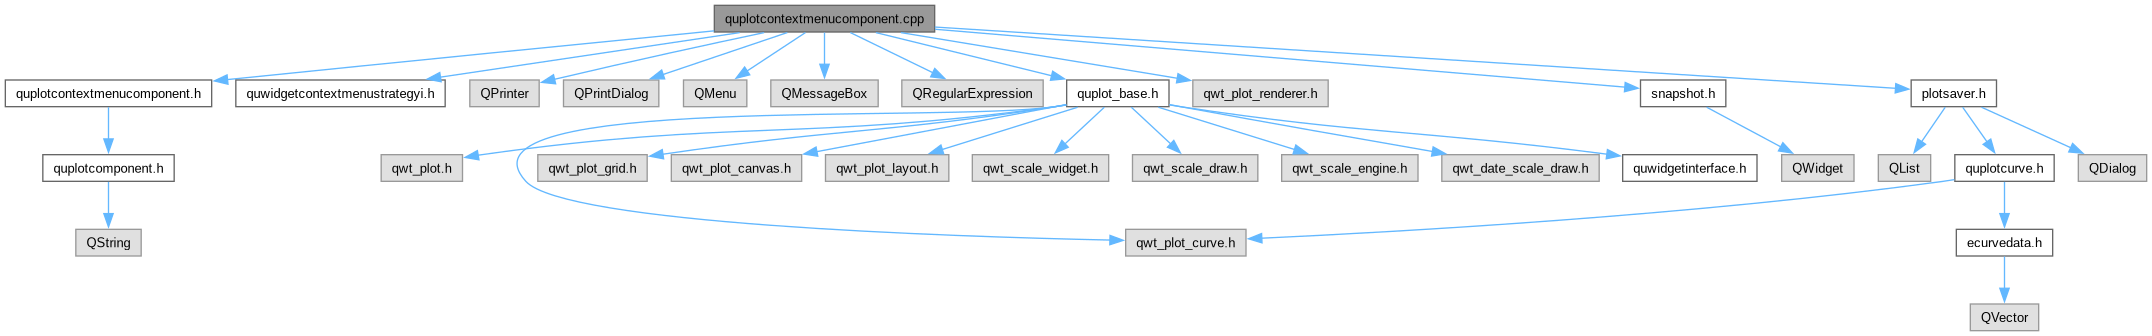 quplotcontextmenucomponent.cpp
quplotcontextmenucomponent.h
quwidgetcontextmenustrategyi.h
QPrinter
QPrintDialog
QMenu
QMessageBox
QRegularExpression
quplot_base.h
qwt_plot_renderer.h
snapshot.h
plotsaver.h
quplotcomponent.h
qwt_plot.h
qwt_plot_grid.h
qwt_plot_canvas.h
qwt_plot_layout.h
qwt_scale_widget.h
qwt_scale_draw.h
qwt_scale_engine.h
qwt_date_scale_draw.h
quwidgetinterface.h
QWidget
QList
quplotcurve.h
QDialog
QString
qwt_plot_curve.h
ecurvedata.h
QVector